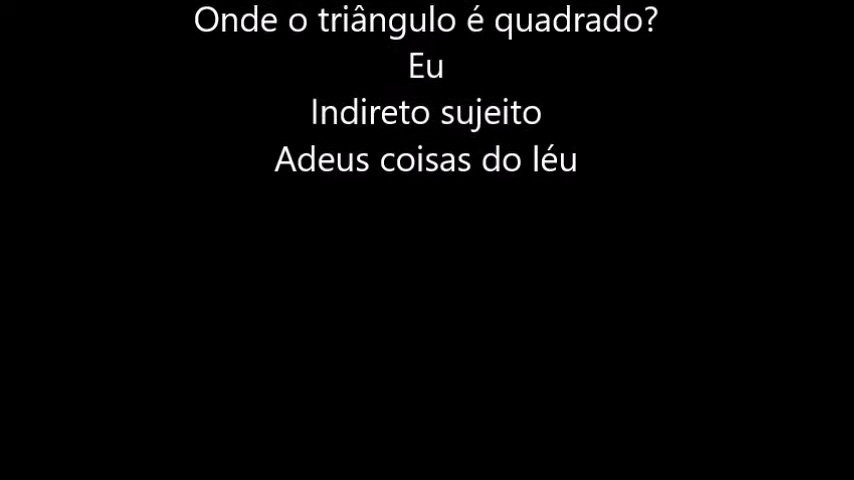 Onde o triângulo é quadrado?
Eu
Indireto sujeito
Adeus coisas do léu